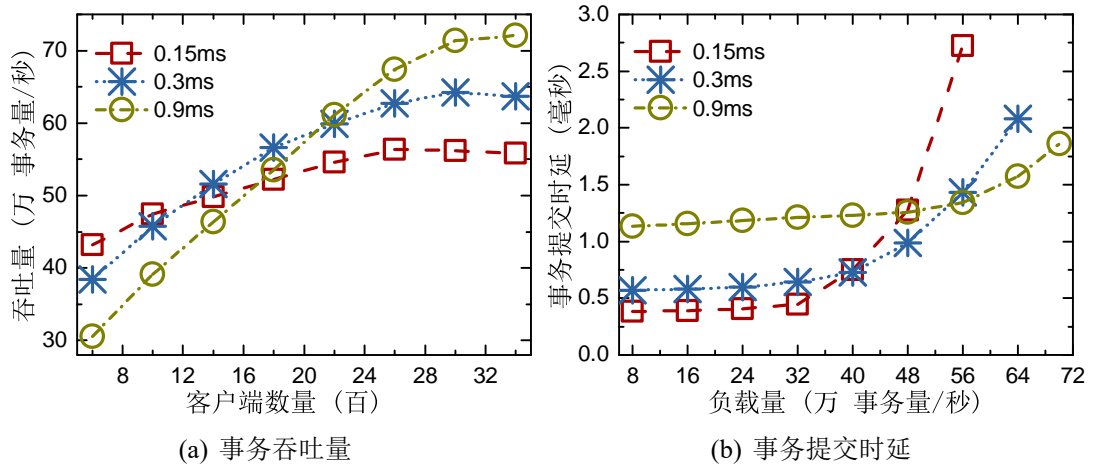 吞吐量 (万 事务量/秒)
70
60
50
40
30
0.15ms
0.3ms
0.9ms
8 12 16 20 24 28 32
客户端数量 (百)
(a) 事务吞吐量
事务提交时延 (毫秒)
3.0
2.5
2.0
1.5
1.0
0.5
0.0
0.15ms
0.3ms
0.9ms
8 16 24 32 40 48 56 64 72
负载量 (万 事务量/秒)
(b) 事务提交时延